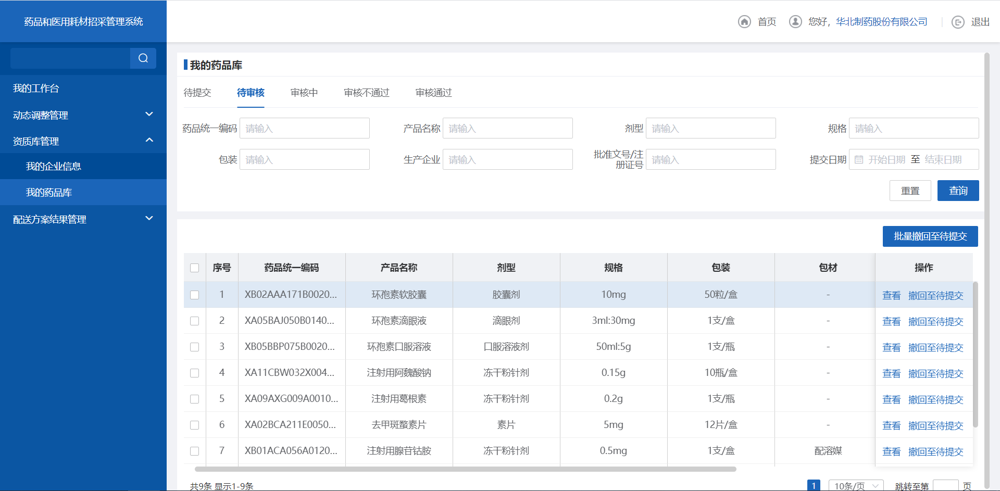 药品和医用耗材招采管理系统
首页 您好，华北制药股份有限公司 退出
我的工作台
动态调整管理
资质库管理
我的企业信息
我的药品库
配送方案结果管理
我的药品库
待提交 待审核 审核中 审核不通过 审核通过
药品统一编码 请输入 产品名称 请输入 剂型 请输入 规格 请输入
包装 请输入 生产企业 请输入 批准文号/注册证号 请输入 提交日期 开始日期 至 结束日期
重置 查询
批量撤回至待提交
序号 药品统一编码 产品名称 剂型 规格 包装 包材 操作
1 XB02AAA171B0020... 环孢素软胶囊 胶囊剂 10mg 50粒/盒 - 查看 撤回至待提交
2 XA05BAJ050B0140... 环孢素滴眼液 滴眼剂 3ml:30mg 1支/盒 - 查看 撤回至待提交
3 XB05BBP075B0020... 环孢素口服溶液 口服溶液剂 50ml:5g 1支/瓶 - 查看 撤回至待提交
4 XA11CBW032X004... 注射用阿魏酸钠 冻干粉针剂 0.15g 10瓶/盒 - 查看 撤回至待提交
5 XA09AXG009A0010... 注射用葛根素 冻干粉针剂 0.2g 1支/瓶 - 查看 撤回至待提交
6 XA02BCA211E0050... 去甲斑蝥素片 素片 5mg 12片/盒 - 查看 撤回至待提交
7 XB01ACA056A0120... 注射用腺苷钴胺 冻干粉针剂 0.5mg 1支/盒 配溶媒 查看 撤回至待提交
共9条 显示1-9条 1 10条/页 跳转至第 页